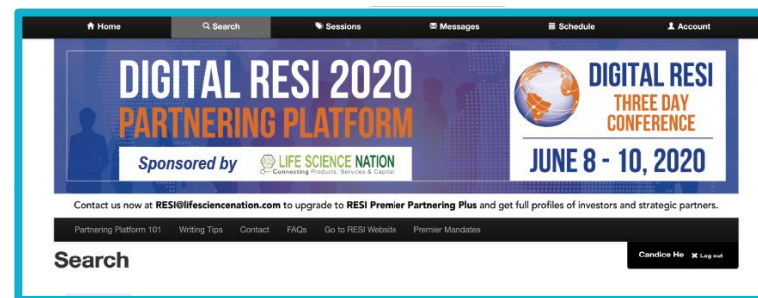 Home Search Sessions Messages Schedule Account
DIGITAL RESI 2020
PARTNERING PLATFORM
Sponsored by LIFE SCIENCE NATION
Connecting Products, Services & Capital
DIGITAL RESI
THREE DAY
CONFERENCE
JUNE 8 - 10, 2020
Contact us now at RESI@lifesciencenation.com to upgrade to RESI Premier Partnering Plus and get full profiles of investors and strategic partners.
Partnering Platform 101 Writing Tips Contact FAQs Go to RESI Website Premier Mandates
Search
Candice He ✖ Log out